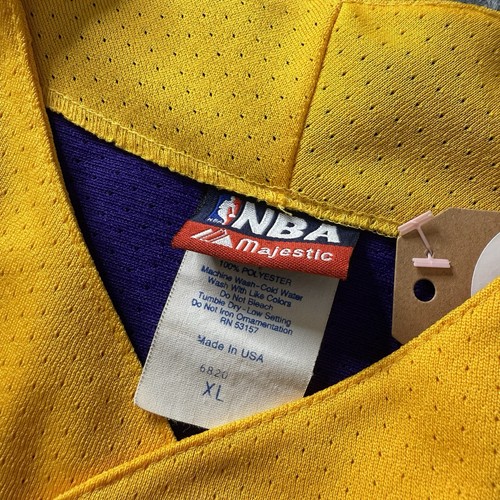 NBA
Majestic
100% POLYESTER
Machine Wash-Cold Water
Wash With Like Colors
Do Not Bleach
Tumble Dry-Low Setting
Do Not Iron Ornamentation
RN 53157
Made In USA
6820
XL